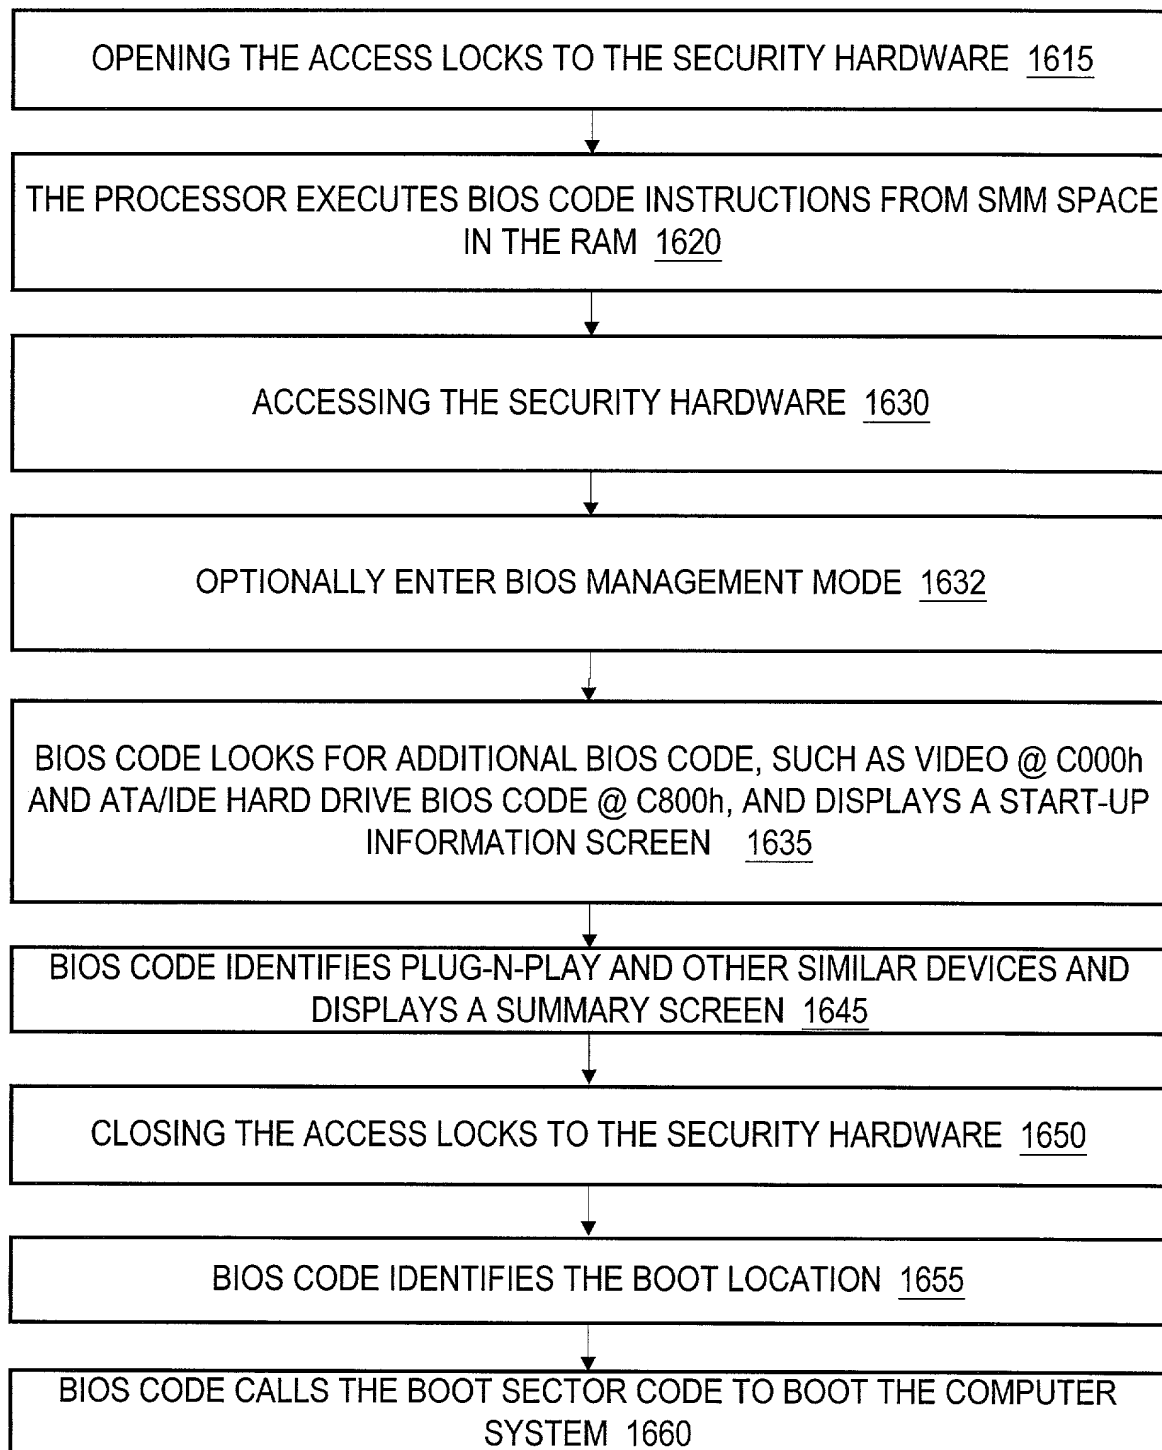 OPENING THE ACCESS LOCKS TO THE SECURITY HARDWARE 1615
THE PROCESSOR EXECUTES BIOS CODE INSTRUCTIONS FROM SMM SPACE
IN THE RAM 1620
ACCESSING THE SECURITY HARDWARE 1630
OPTIONALLY ENTER BIOS MANAGEMENT MODE 1632
BIOS CODE LOOKS FOR ADDITIONAL BIOS CODE, SUCH AS VIDEO @ C000h
AND ATA/IDE HARD DRIVE BIOS CODE @ C800h, AND DISPLAYS A START-UP
INFORMATION SCREEN 1635
BIOS CODE IDENTIFIES PLUG-N-PLAY AND OTHER SIMILAR DEVICES AND
DISPLAYS A SUMMARY SCREEN 1645
CLOSING THE ACCESS LOCKS TO THE SECURITY HARDWARE 1650
BIOS CODE IDENTIFIES THE BOOT LOCATION 1655
BIOS CODE CALLS THE BOOT SECTOR CODE TO BOOT THE COMPUTER
SYSTEM 1660